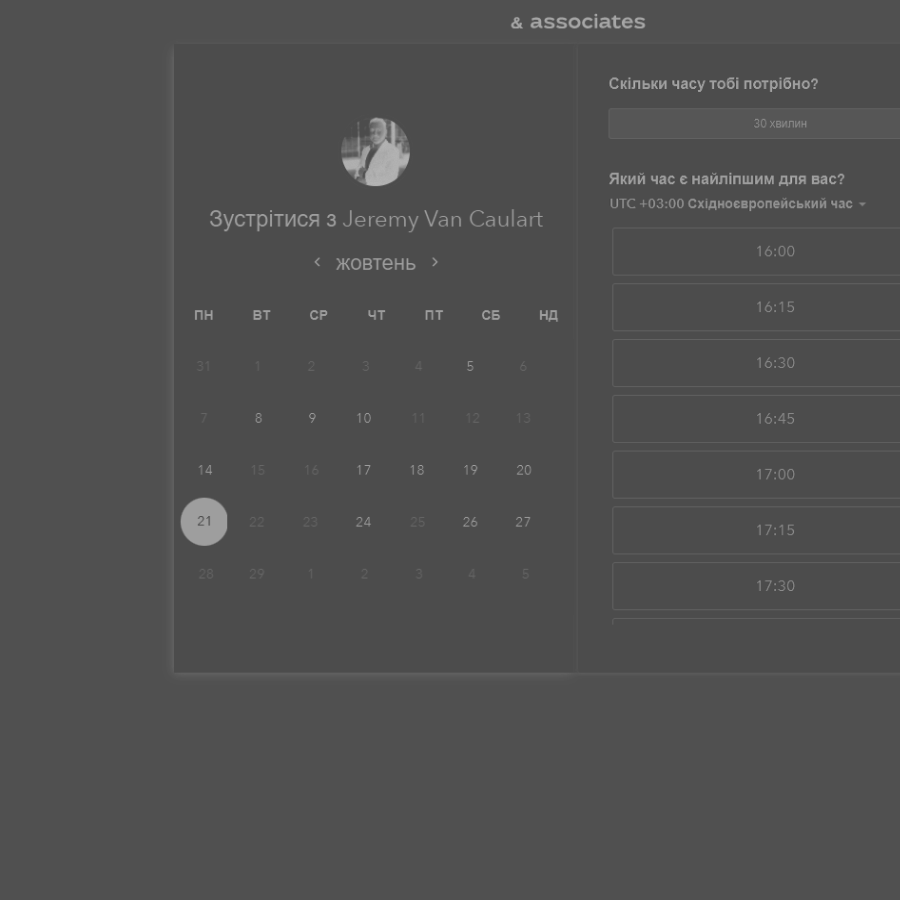 & associates
Зустрітися з Jeremy Van Caulart
жовтень
ПН ВТ СР ЧТ ПТ СБ НД
31 1 2 3 4 5 6
7 8 9 10 11 12 13
14 15 16 17 18 19 20
21 22 23 24 25 26 27
28 29 1 2 3 4 5
Скільки часу тобі потрібно?
30 хвилин
Який час є найліпшим для вас?
UTC +03:00 Східноєвропейський час
16:00
16:15
16:30
16:45
17:00
17:15
17:30